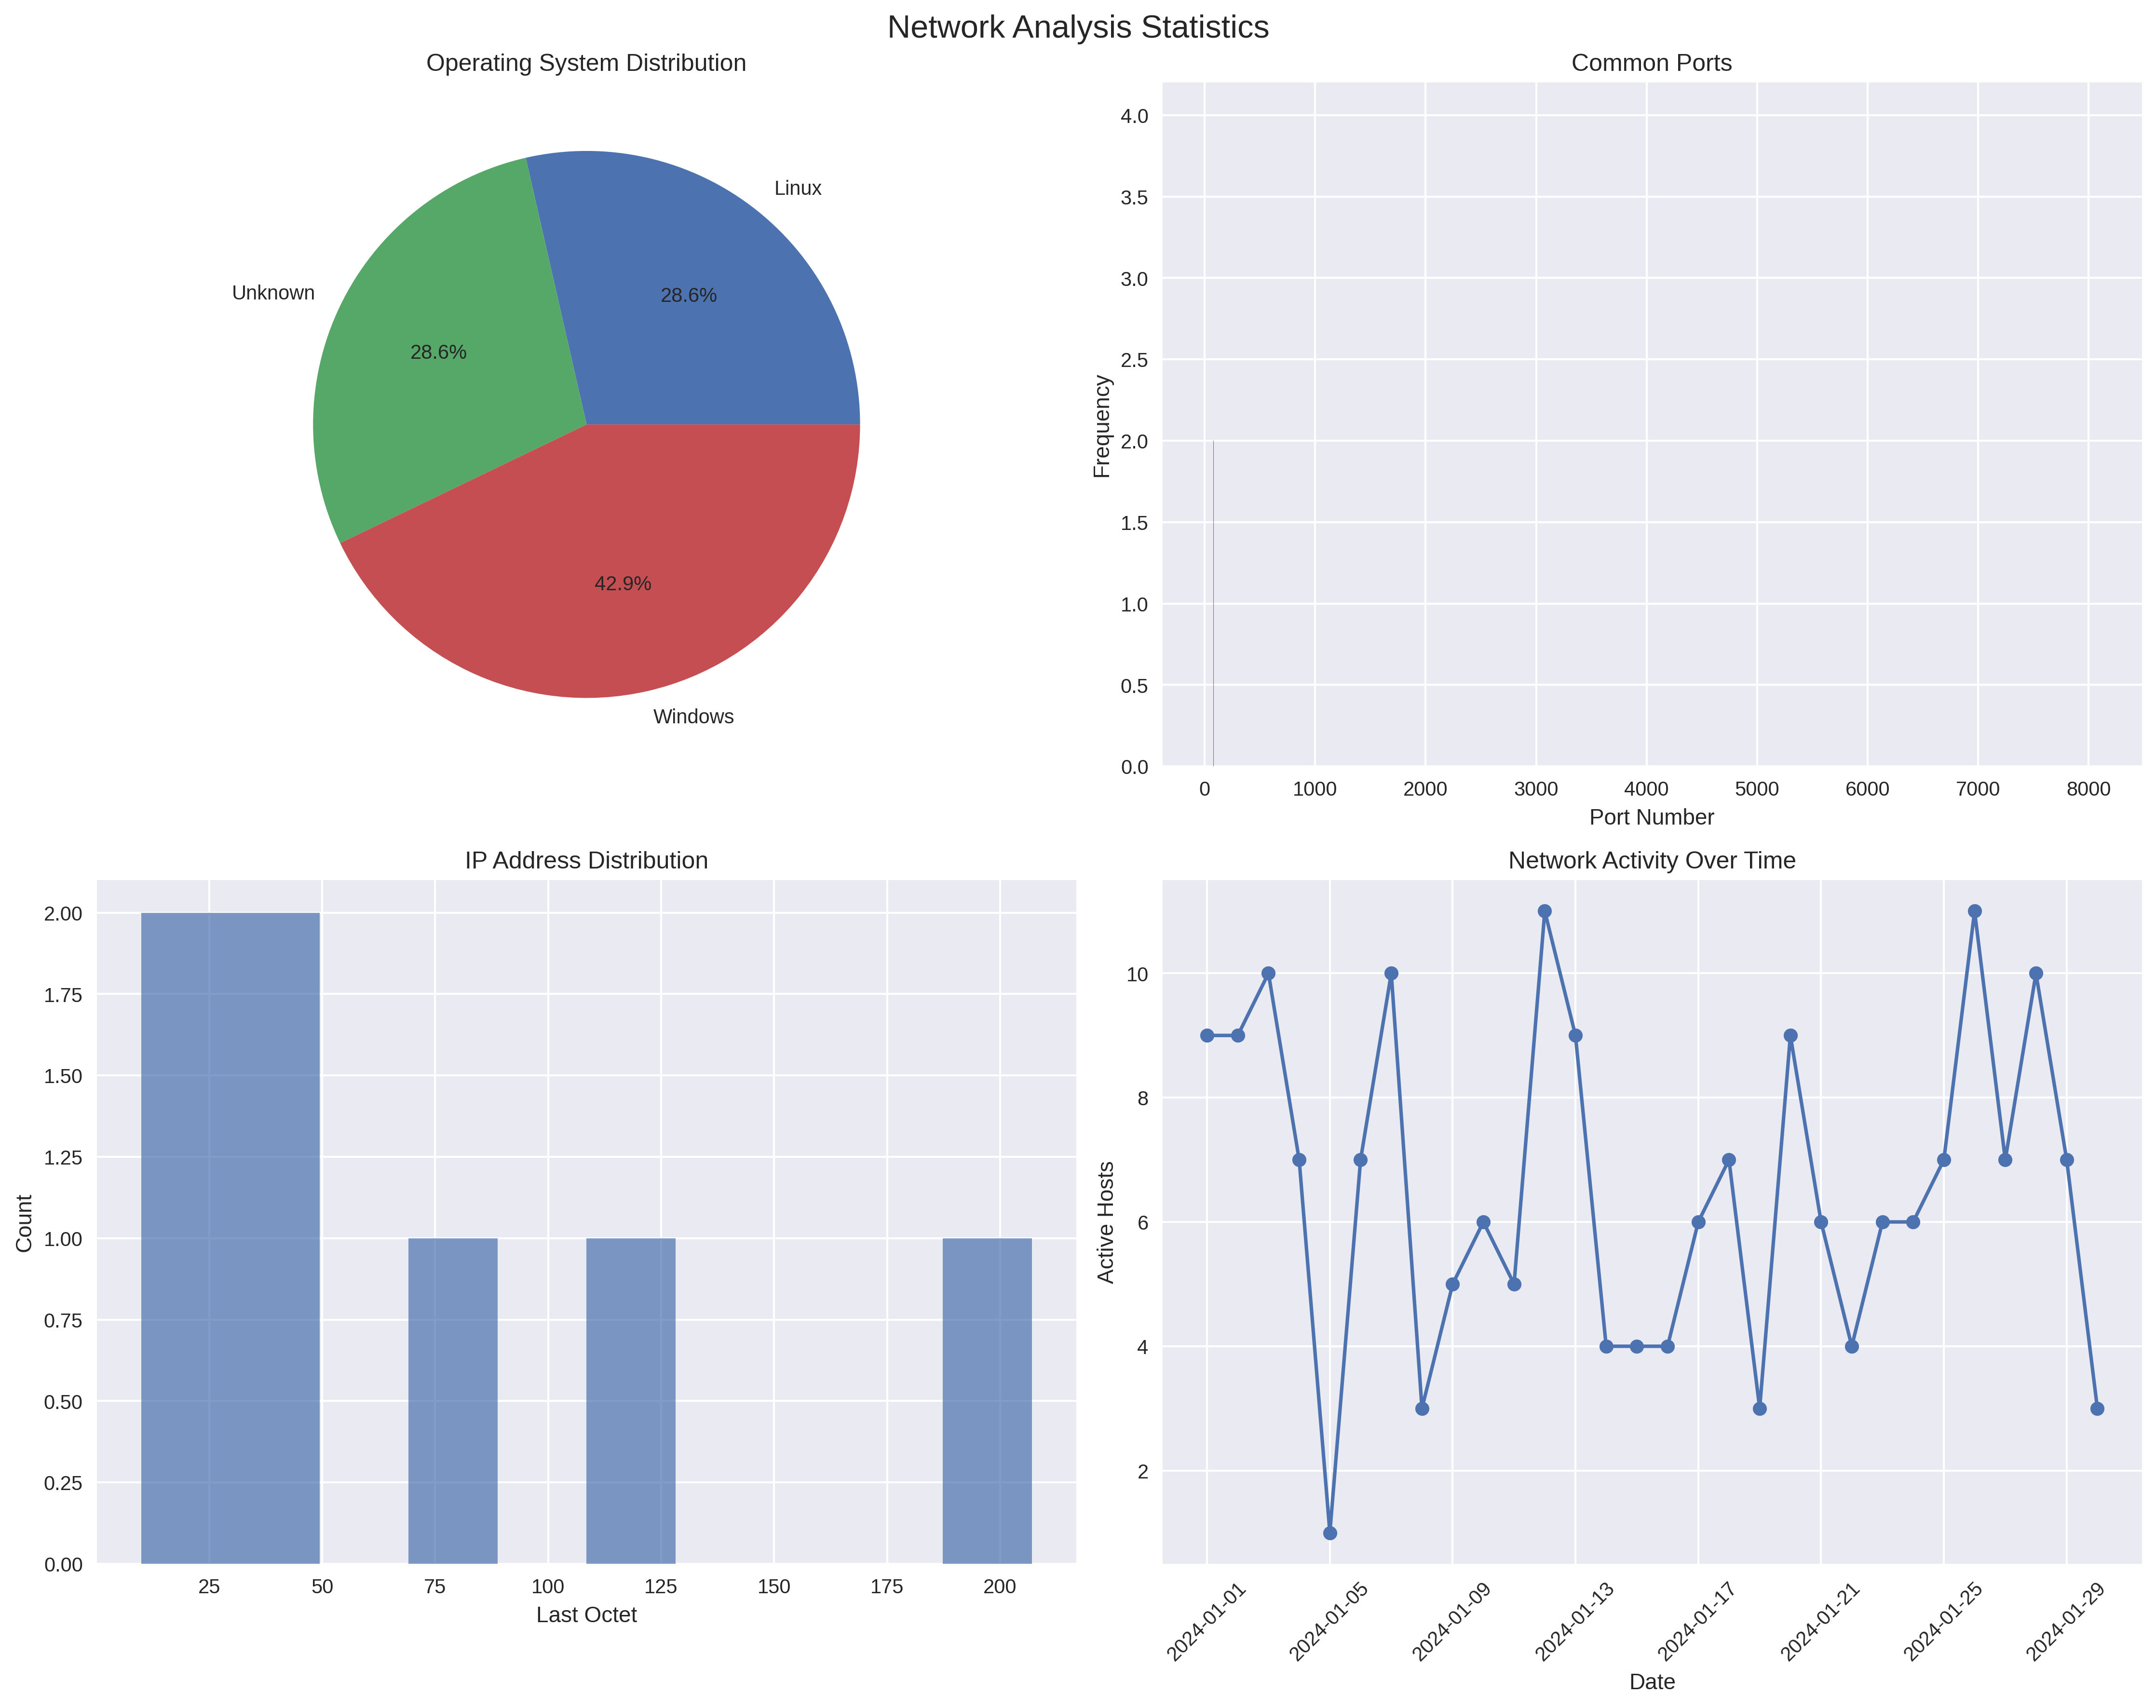 Network Analysis Statistics
Operating System Distribution
Linux
Unknown
28.6%
28.6%
42.9%
Windows
Common Ports
Frequency
4.0
3.5
3.0
2.5
2.0
1.5
1.0
0.5
0.0
0 1000 2000 3000 4000 5000 6000 7000 8000
Port Number
IP Address Distribution
Count
2.00
1.75
1.50
1.25
1.00
0.75
0.50
0.25
0.00
25 50 75 100 125 150 175 200
Last Octet
Network Activity Over Time
Active Hosts
10
8
6
4
2
2024-01-01 2024-01-05 2024-01-09 2024-01-13 2024-01-17 2024-01-21 2024-01-25 2024-01-29
Date